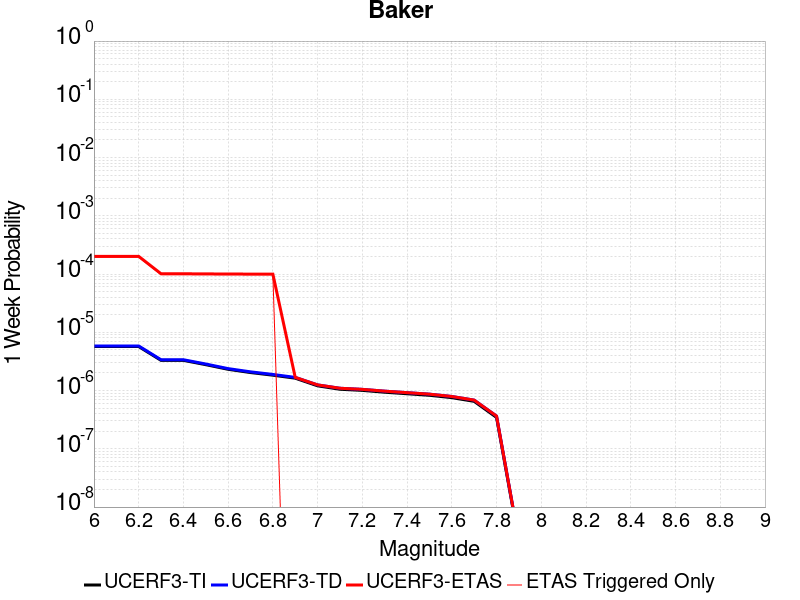 Baker
10^0
10^-1
10^-2
10^-3
10^-4
10^-5
10^-6
10^-7
10^-8
1 Week Probability
6 6.2 6.4 6.6 6.8 7 7.2 7.4 7.6 7.8 8 8.2 8.4 8.6 8.8 9
Magnitude
UCERF3-TI UCERF3-TD UCERF3-ETAS ETAS Triggered Only